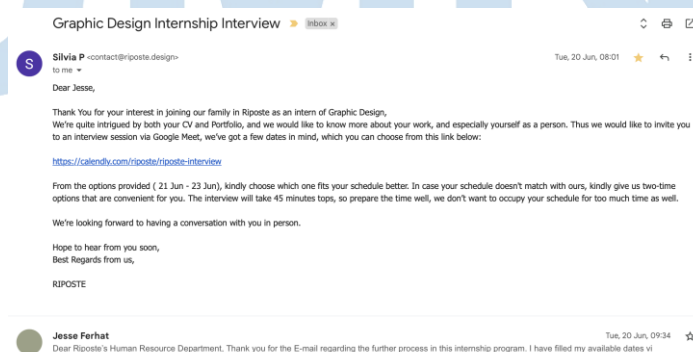 Graphic Design Internship Interview Inbox x
S
Silvia P <contact@riposte.design> Tue, 20 Jun, 08:01
to me
Dear Jesse,
Thank You for your interest in joining our family in Riposte as an intern of Graphic Design,
We're quite intrigued by both your CV and Portfolio, and we would like to know more about your work, and especially yourself as a person. Thus we would like to invite you
to an interview session via Google Meet, we've got a few dates in mind, which you can choose from this link below:
https://calendly.com/riposte/riposte-interview
From the options provided ( 21 Jun - 23 Jun), kindly choose which one fits your schedule better. In case your schedule doesn't match with ours, kindly give us two-time
options that are convenient for you. The interview will take 45 minutes tops, so prepare the time well, we don't want to occupy your schedule for too much time as well.
We're looking forward to having a conversation with you in person.
Hope to hear from you soon,
Best Regards from us,
RIPOSTE
Jesse Ferhat Tue, 20 Jun, 09:34
Dear Riposte's Human Resource Department, Thank you for the E-mail regarding the further process in this internship program. I have filled my available dates vi